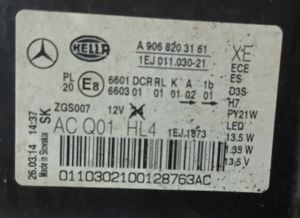 HELLA
A 906 820 31 61
1EJ 011.030-21
XE
ECE
ES
D3S
H7
PY21W
LED
13.5 W
1.35 W
13.5 V
PL
20
E8
6601 DCRRL K A 1b
6603 01 01 01 02 01
ZGS007 12V 24
AC Q01 HL4 1EJ.1873
SK
Made in Slovakia
26.03.14 14:37
0110302100128763AC